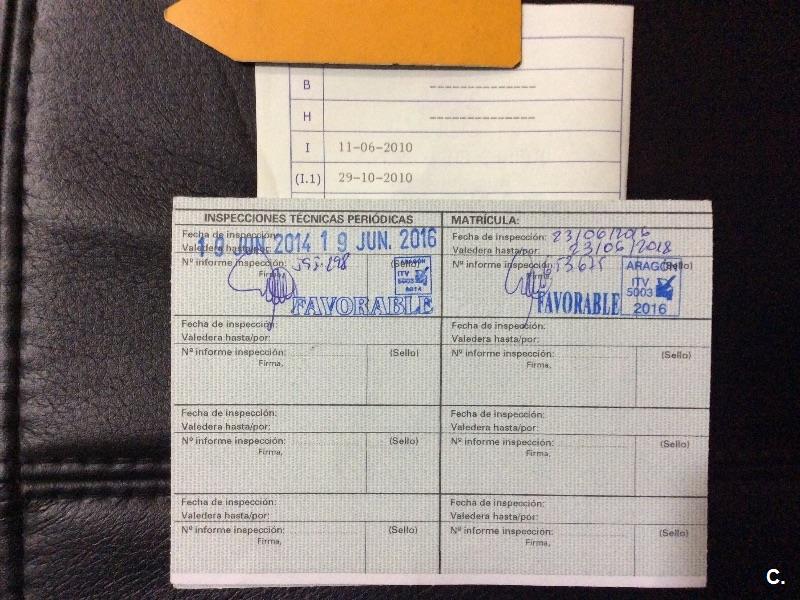 B --------------
H --------------
I 11-06-2010
(I.1) 29-10-2010
INSPECCIONES TÉCNICAS PERIÓDICAS
Fecha de inspección:
Valedera hasta/por:
19 JUN. 2014 19 JUN. 2016
Nº informe inspección:
(Sello)
Firma,
ARAGON
ITV
5003
2014
FAVORABLE
Fecha de inspección:
Valedera hasta/por:
Nº informe inspección:
(Sello)
Firma,
Fecha de inspección:
Valedera hasta/por:
Nº informe inspección:
(Sello)
Firma,
Fecha de inspección:
Valedera hasta/por:
Nº informe inspección:
(Sello)
Firma,
MATRÍCULA:
Fecha de inspección: 23/06/2016
Valedera hasta/por: 23/06/2018
Nº informe inspección:
(Sello)
ARAGON
ITV
5003
2016
FAVORABLE
Fecha de inspección:
Valedera hasta/por:
Nº informe inspección:
(Sello)
Firma,
Fecha de inspección:
Valedera hasta/por:
Nº informe inspección:
(Sello)
Firma,
Fecha de inspección:
Valedera hasta/por:
Nº informe inspección:
(Sello)
Firma,
C.